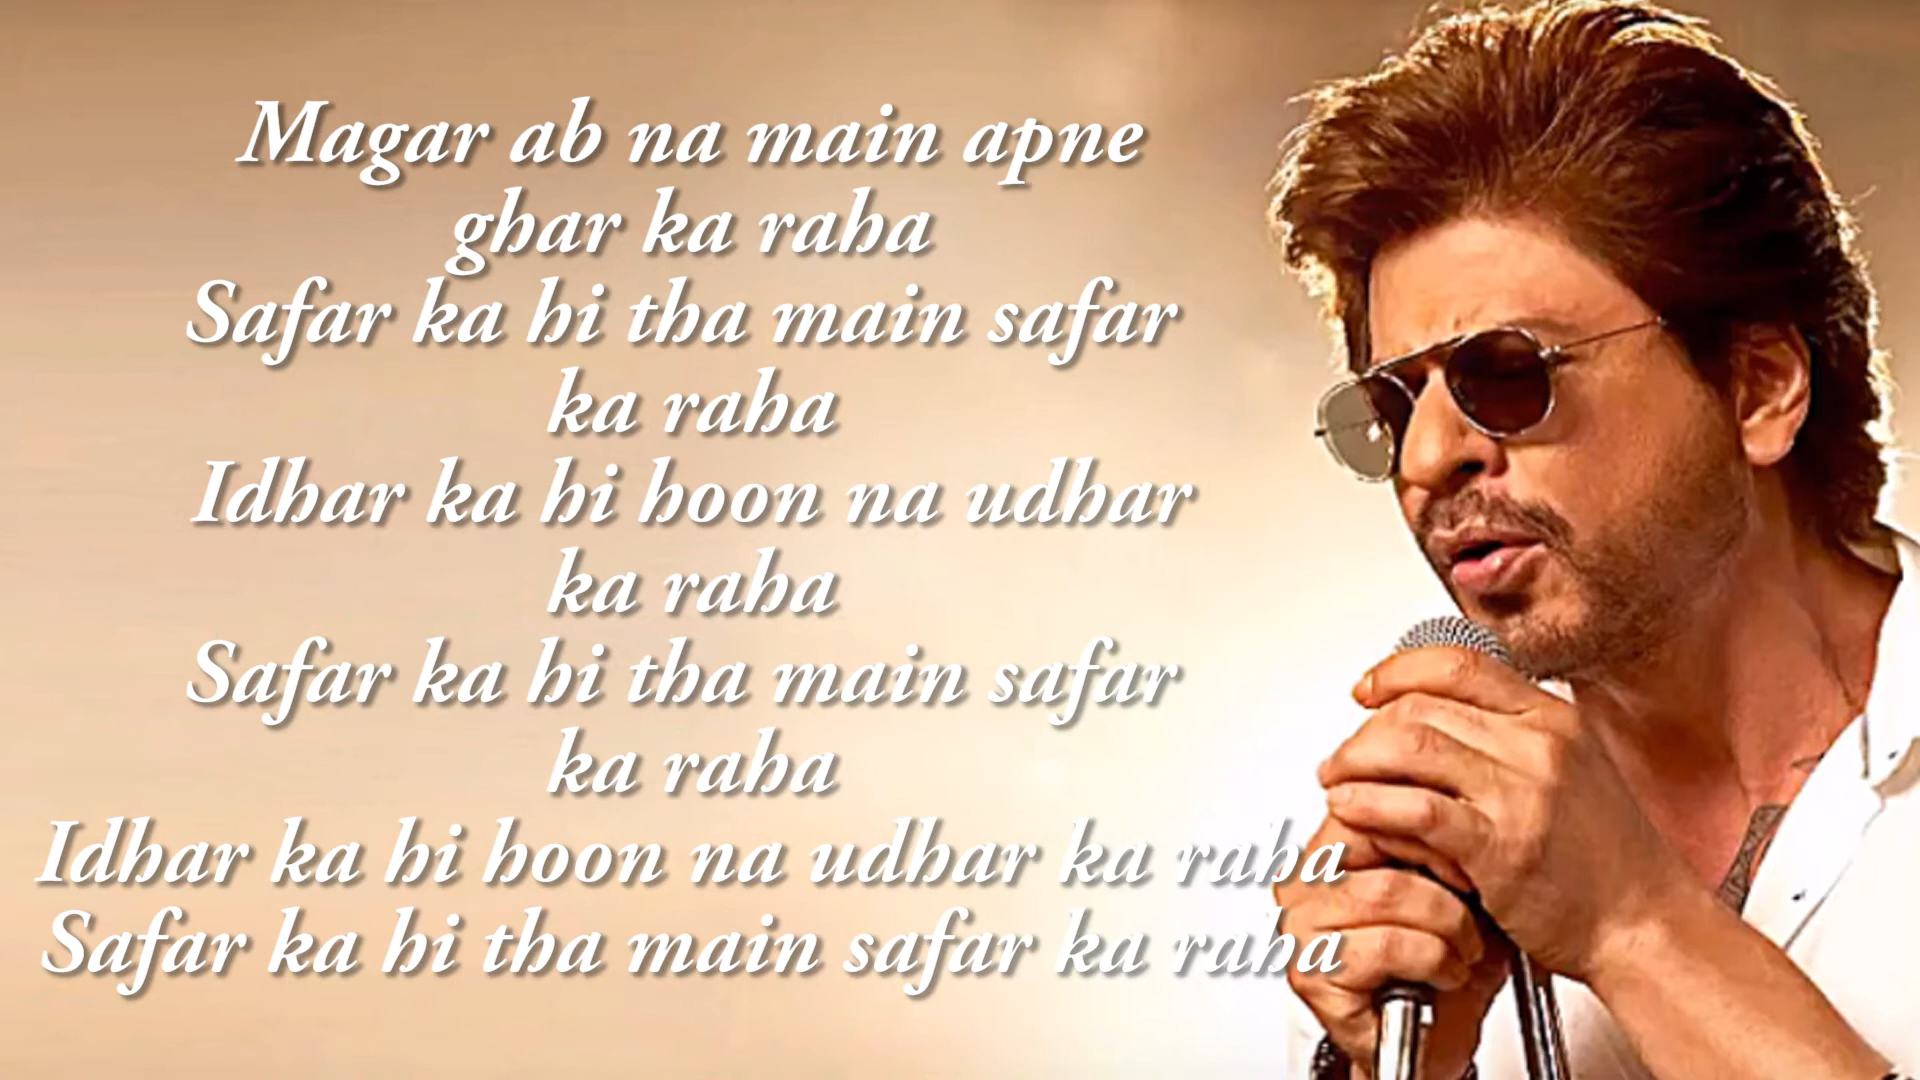 Magar ab na main apne
ghar ka raha
Safar ka hi tha main safar
ka raha
Idhar ka hi hoon na udhar
ka raha
Safar ka hi tha main safar
ka raha
Idhar ka hi hoon na udhar ka raha
Safar ka hi tha main safar ka raha